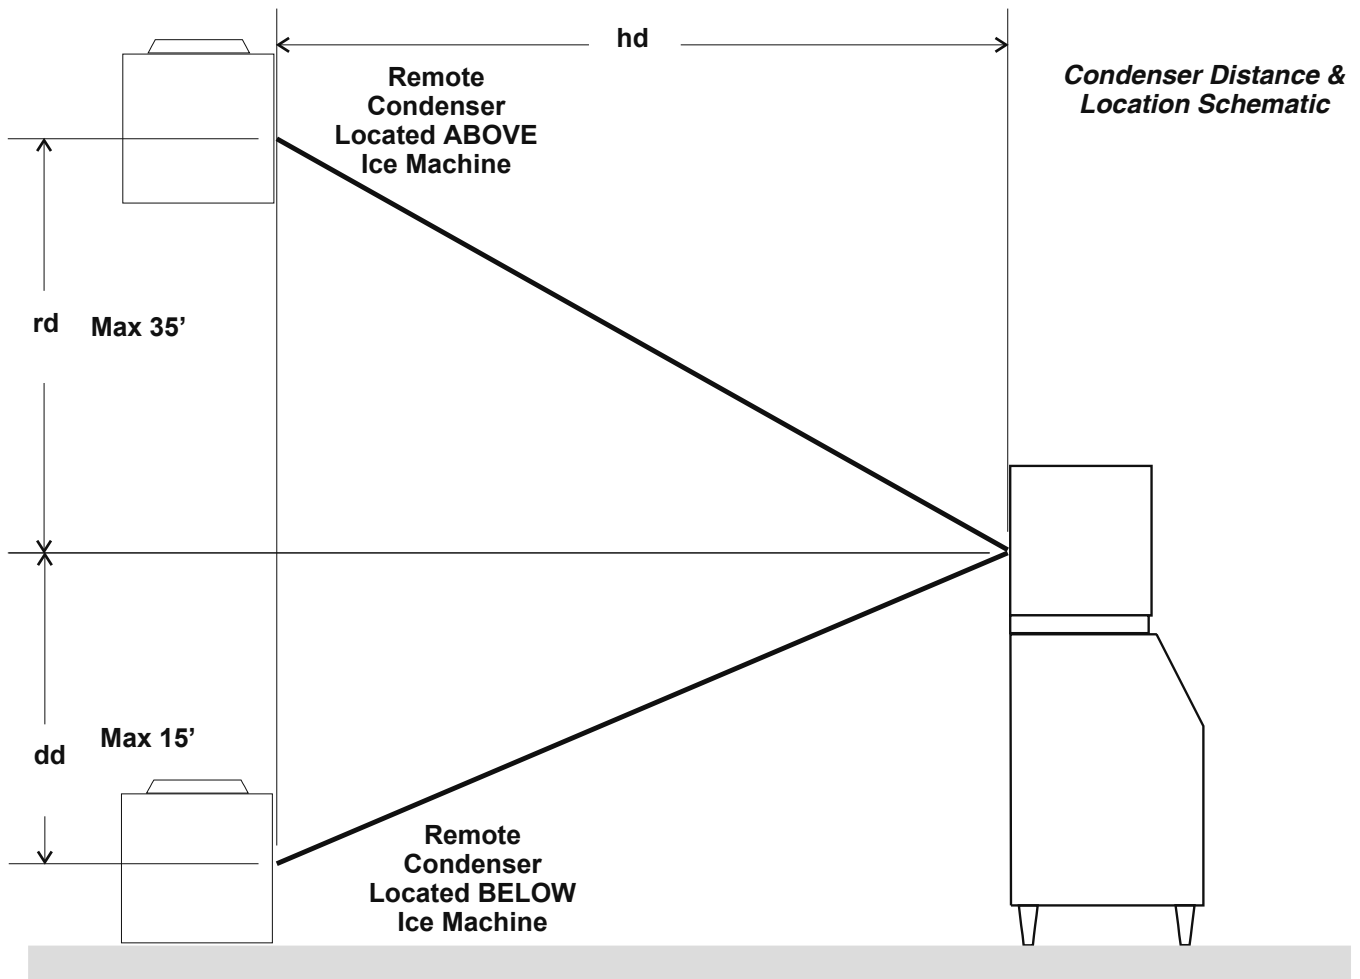 hd
Condenser Distance &
Location Schematic
Remote
Condenser
Located ABOVE
Ice Machine
rd
Max 35’
Max 15’
dd
Remote
Condenser
Located BELOW
Ice Machine